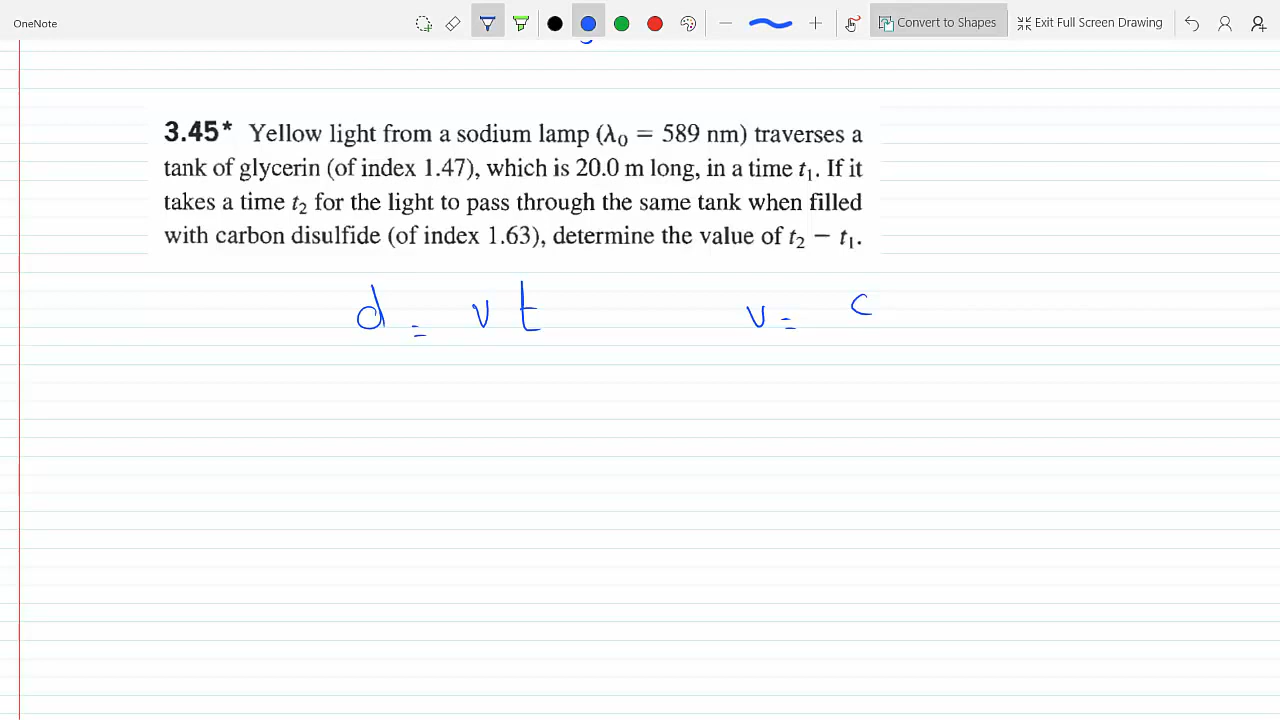 OneNote
Convert to Shapes
Exit Full Screen Drawing
3.45* Yellow light from a sodium lamp (λ₀ = 589 nm) traverses a
tank of glycerin (of index 1.47), which is 20.0 m long, in a time t₁. If it
takes a time t₂ for the light to pass through the same tank when filled
with carbon disulfide (of index 1.63), determine the value of t₂ − t₁.
d = v t v = c